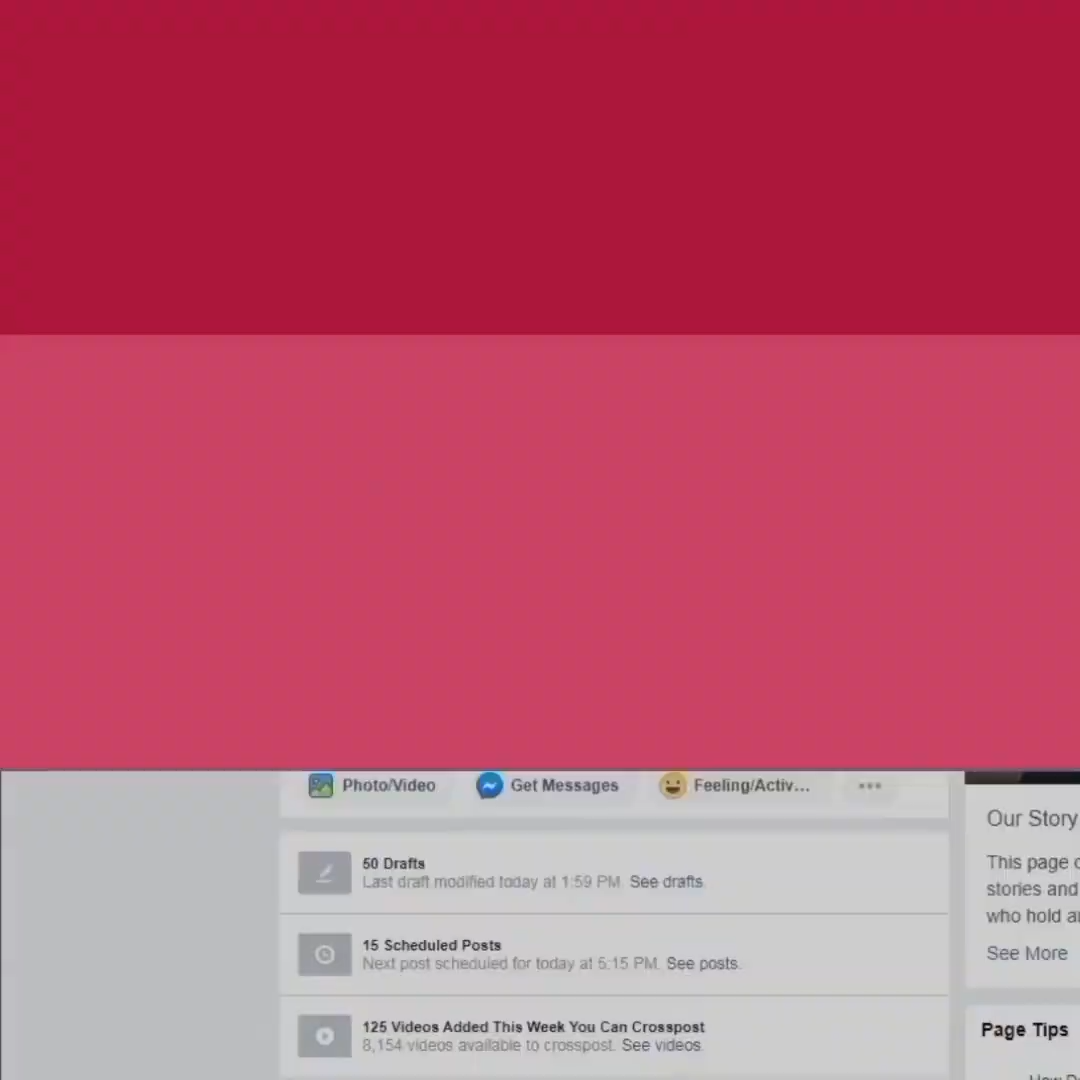 Photo/Video
Get Messages
Feeling/Activ...
50 Drafts
Last draft modified today at 1:59 PM. See drafts.
15 Scheduled Posts
Next post scheduled for today at 5:15 PM. See posts.
125 Videos Added This Week You Can Crosspost
8,154 videos available to crosspost. See videos.
Our Story
This page
stories and
who hold
See More
Page Tips